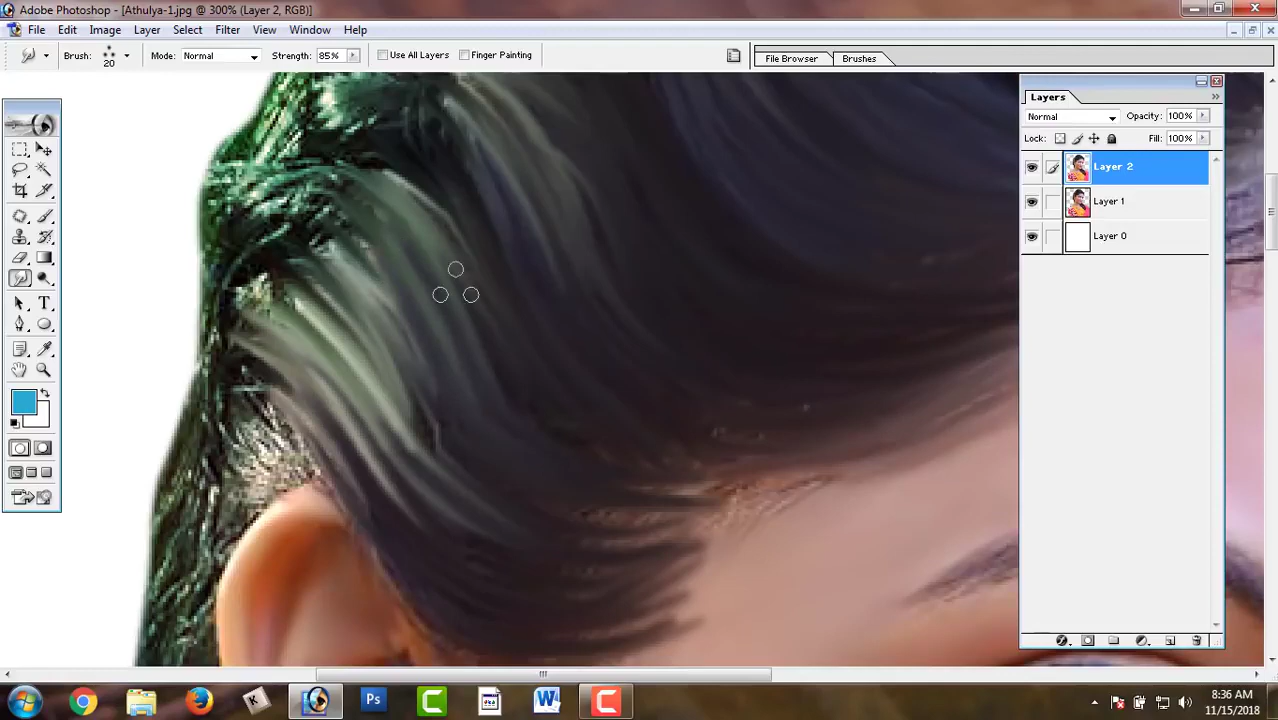 Adobe Photoshop - [Athulya-1.jpg @ 300% (Layer 2, RGB)]
File Edit Image Layer Select Filter View Window Help
Brush: 20 Mode: Normal Strength: 85% Use All Layers Finger Painting File Browser Brushes
Layers
Normal Opacity: 100%
Lock: Fill: 100%
Layer 2
Layer 1
Layer 0
8:36 AM
11/15/2018